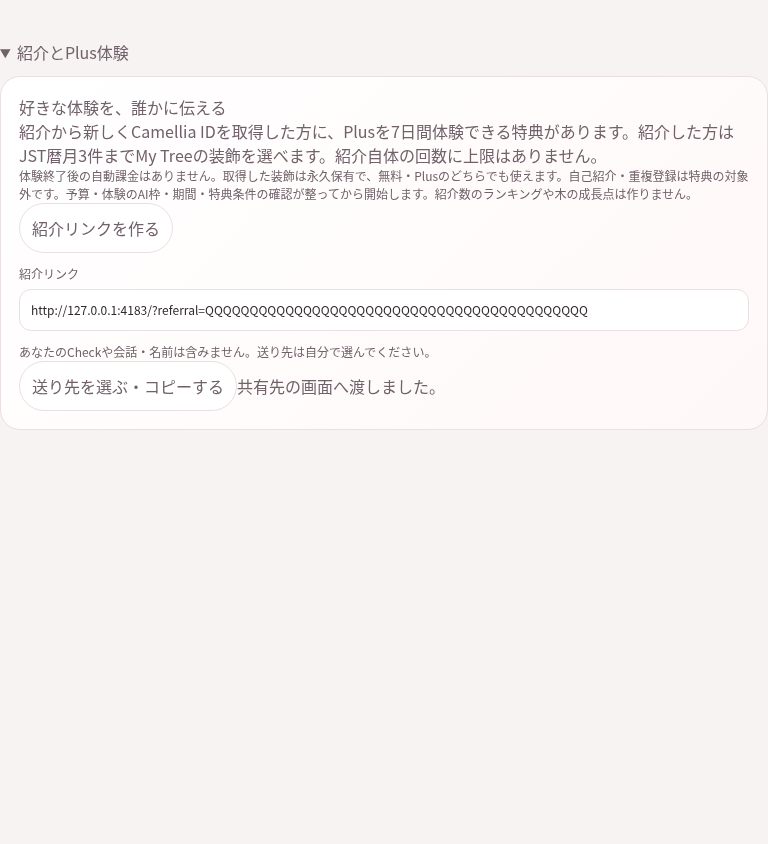 ▼ 紹介とPlus体験
好きな体験を、誰かに伝える
紹介から新しくCamellia IDを取得した方に、Plusを7日間体験できる特典があります。紹介した方は
JST暦月3件までMy Treeの装飾を選べます。紹介自体の回数に上限はありません。
体験終了後の自動課金はありません。取得した装飾は永久保有で、無料・Plusのどちらでも使えます。自己紹介・重複登録は特典の対象
外です。予算・体験のAI枠・期間・特典条件の確認が整ってから開始します。紹介数のランキングや木の成長点は作りません。
紹介リンクを作る
紹介リンク
http://127.0.0.1:4183/?referral=QQQQQQQQQQQQQQQQQQQQQQQQQQQQQQQQQQQQQQQQQQQ
あなたのCheckや会話・名前は含みません。送り先は自分で選んでください。
送り先を選ぶ・コピーする 共有先の画面へ渡しました。